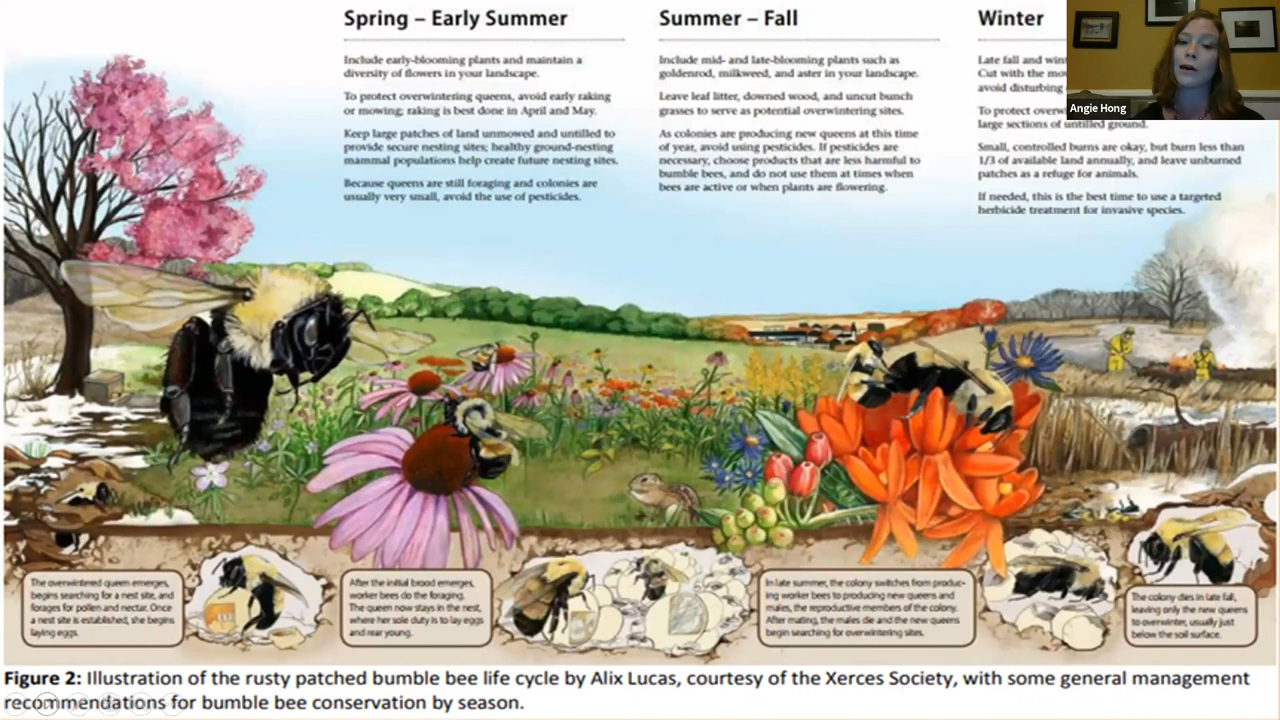 Spring – Early Summer
Include early-blooming plants and maintain a
diversity of flowers in your landscape.
To protect overwintering queens, avoid early raking
or mowing; raking is best done in April and May.
Keep large patches of land unmowed and untilled to
provide secure nesting sites; healthy ground-nesting
mammal populations help create future nesting sites.
Because queens are still foraging and colonies are
usually very small, avoid the use of pesticides.
Summer – Fall
Include mid- and late-blooming plants such as
goldenrod, milkweed, and aster in your landscape.
Leave leaf litter, downed wood, and uncut bunch
grasses to serve as potential overwintering sites.
As colonies are producing new queens at this time
of year, avoid using pesticides. If pesticides are
necessary, choose products that are less harmful to
bumble bees, and do not use them at times when
bees are active or when plants are flowering.
Winter
Late fall and
Cut with the
avoid disturbing
To protect
large sections of untilled ground.
Small, controlled burns are okay, but burn less than
1/3 of available land annually, and leave unburned
patches as a refuge for animals.
If needed, this is the best time to use a targeted
herbicide treatment for invasive species.
Angie Hong
The overwintered queen emerges,
begins searching for a nest site, and
forages for pollen and nectar. Once
a nest site is established, she begins
laying eggs.
After the initial brood emerges,
worker bees do the foraging.
The queen now stays in the nest,
where her sole duty is to lay eggs
and rear young.
In late summer, the colony switches from produc-
ing worker bees to producing new queens and
males, the reproductive members of the colony.
After mating, the males die and the new queens
begin searching for overwintering sites.
The colony dies in late fall,
leaving only the new queens
to overwinter, usually just
below the soil surface.
Figure 2: Illustration of the rusty patched bumble bee life cycle by Alix Lucas, courtesy of the Xerces Society, with some general management
recommendations for bumble bee conservation by season.